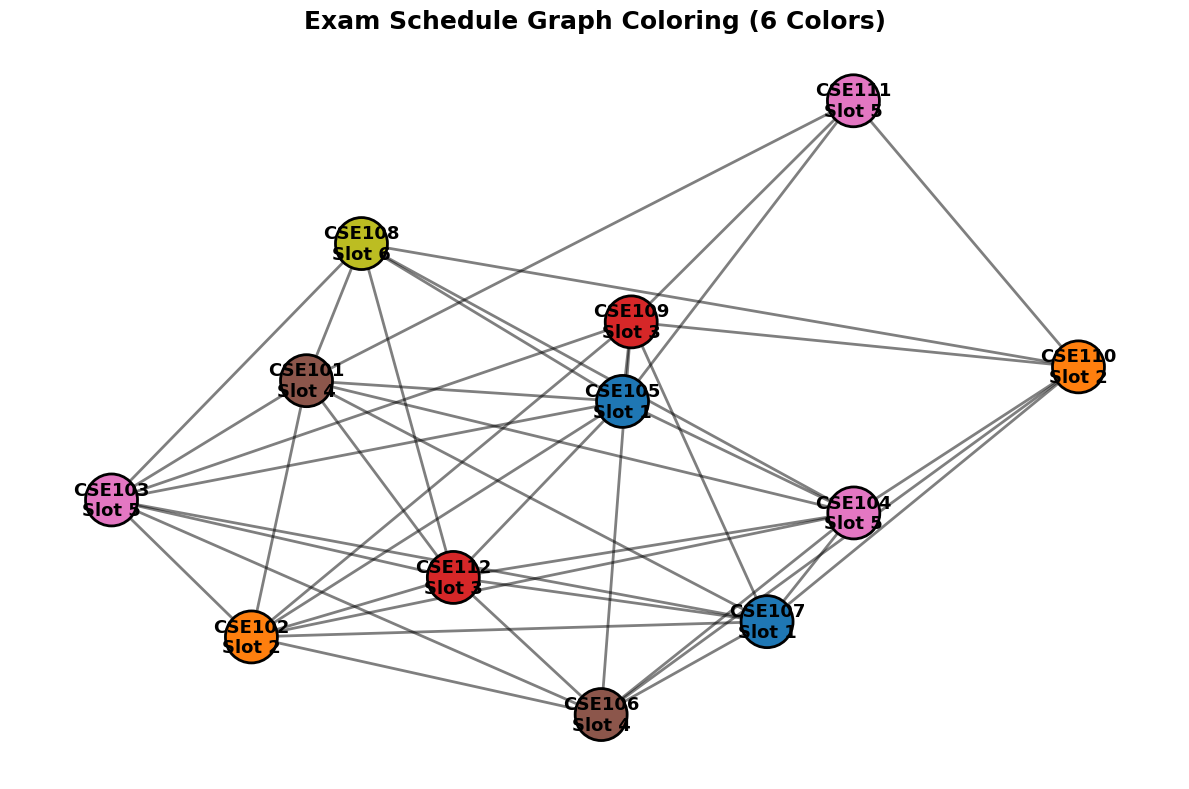 Exam Schedule Graph Coloring (6 Colors)
CSE111
Slot 5
CSE108
Slot 6
CSE109
Slot 3
CSE110
Slot 2
CSE101
Slot 4
CSE105
Slot 1
CSE103
Slot 5
CSE104
Slot 5
CSE112
Slot 3
CSE107
Slot 1
CSE102
Slot 2
CSE106
Slot 4